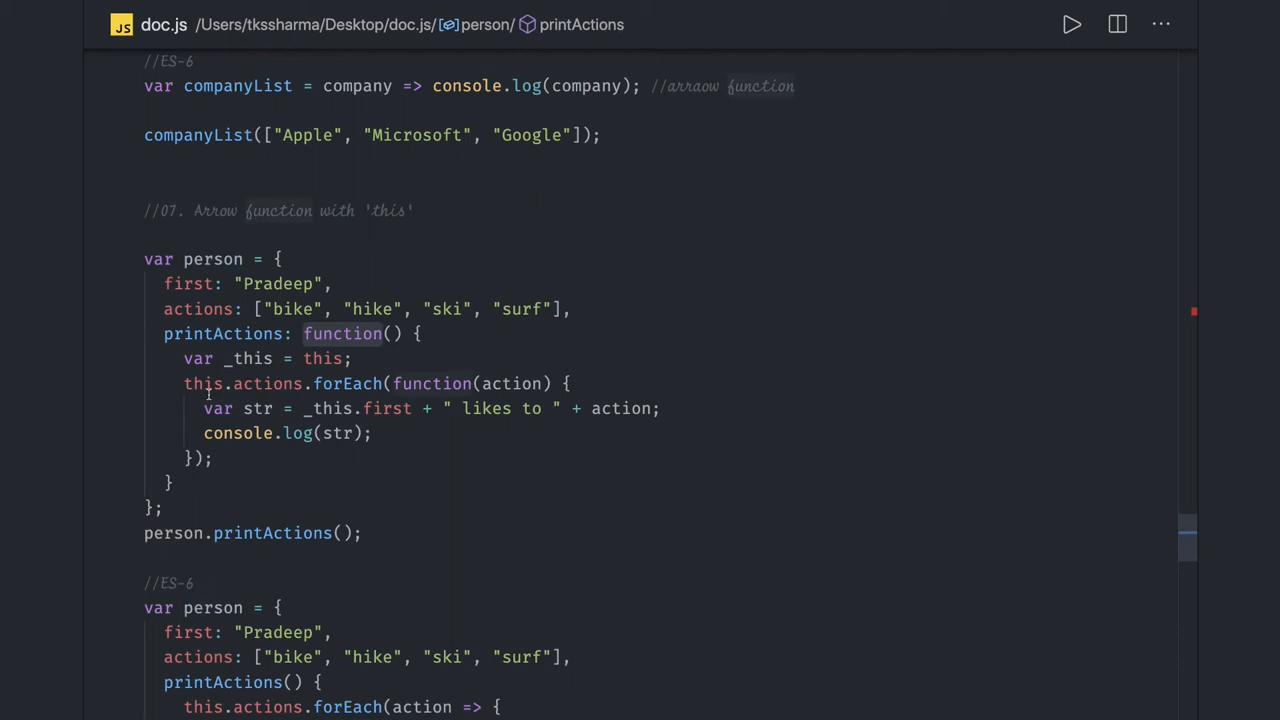 JS doc.js /Users/tkssharma/Desktop/doc.js/person/ printActions
//ES-6
var companyList = company => console.log(company); //arraow function
companyList(["Apple", "Microsoft", "Google"]);
//07. Arrow function with 'this'
var person = {
first: "Pradeep",
actions: ["bike", "hike", "ski", "surf"],
printActions: function() {
var _this = this;
this.actions.forEach(function(action) {
var str = _this.first + " likes to " + action;
console.log(str);
});
}
};
person.printActions();
//ES-6
var person = {
first: "Pradeep",
actions: ["bike", "hike", "ski", "surf"],
printActions() {
this.actions.forEach(action => {